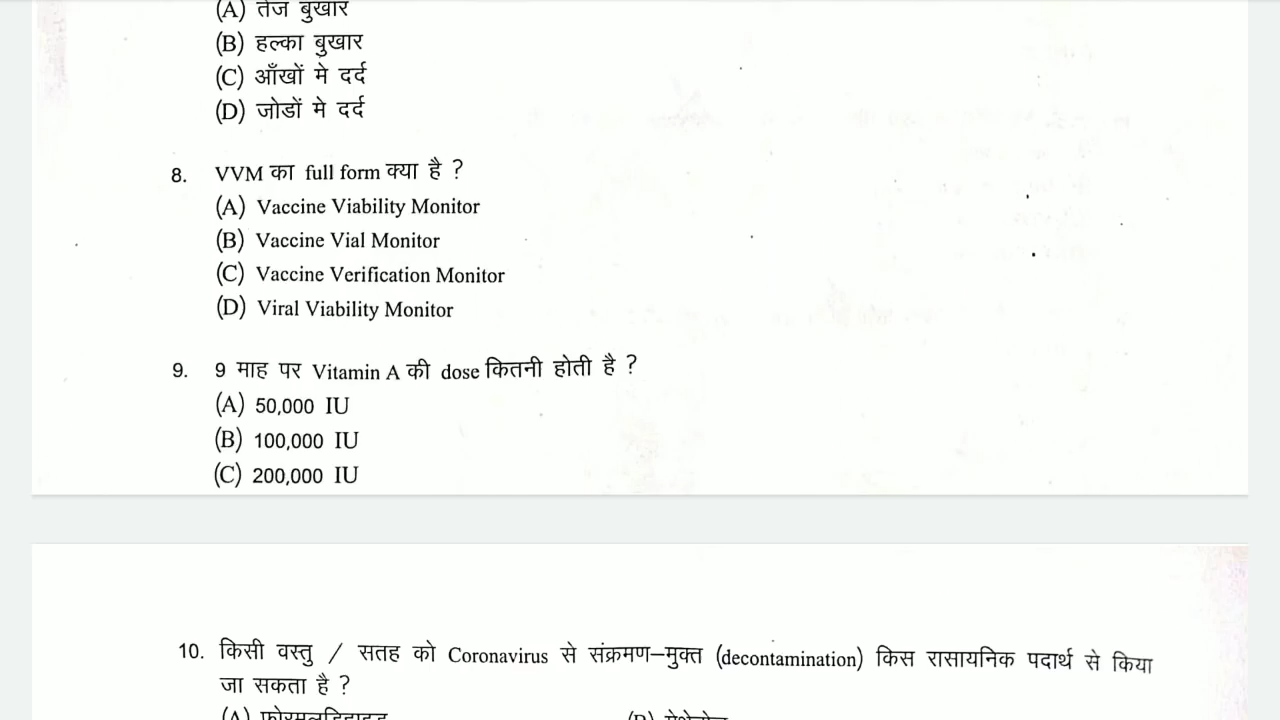 (A) तेज बुखार
(B) हल्का बुखार
(C) आँखों मे दर्द
(D) जोडों मे दर्द
8. VVM का full form क्या है ?
(A) Vaccine Viability Monitor
(B) Vaccine Vial Monitor
(C) Vaccine Verification Monitor
(D) Viral Viability Monitor
9. 9 माह पर Vitamin A की dose कितनी होती है ?
(A) 50,000 IU
(B) 100,000 IU
(C) 200,000 IU
10. किसी वस्तु / सतह को Coronavirus से संक्रमण–मुक्त (decontamination) किस रासायनिक पदार्थ से किया
जा सकता है ?
(A)